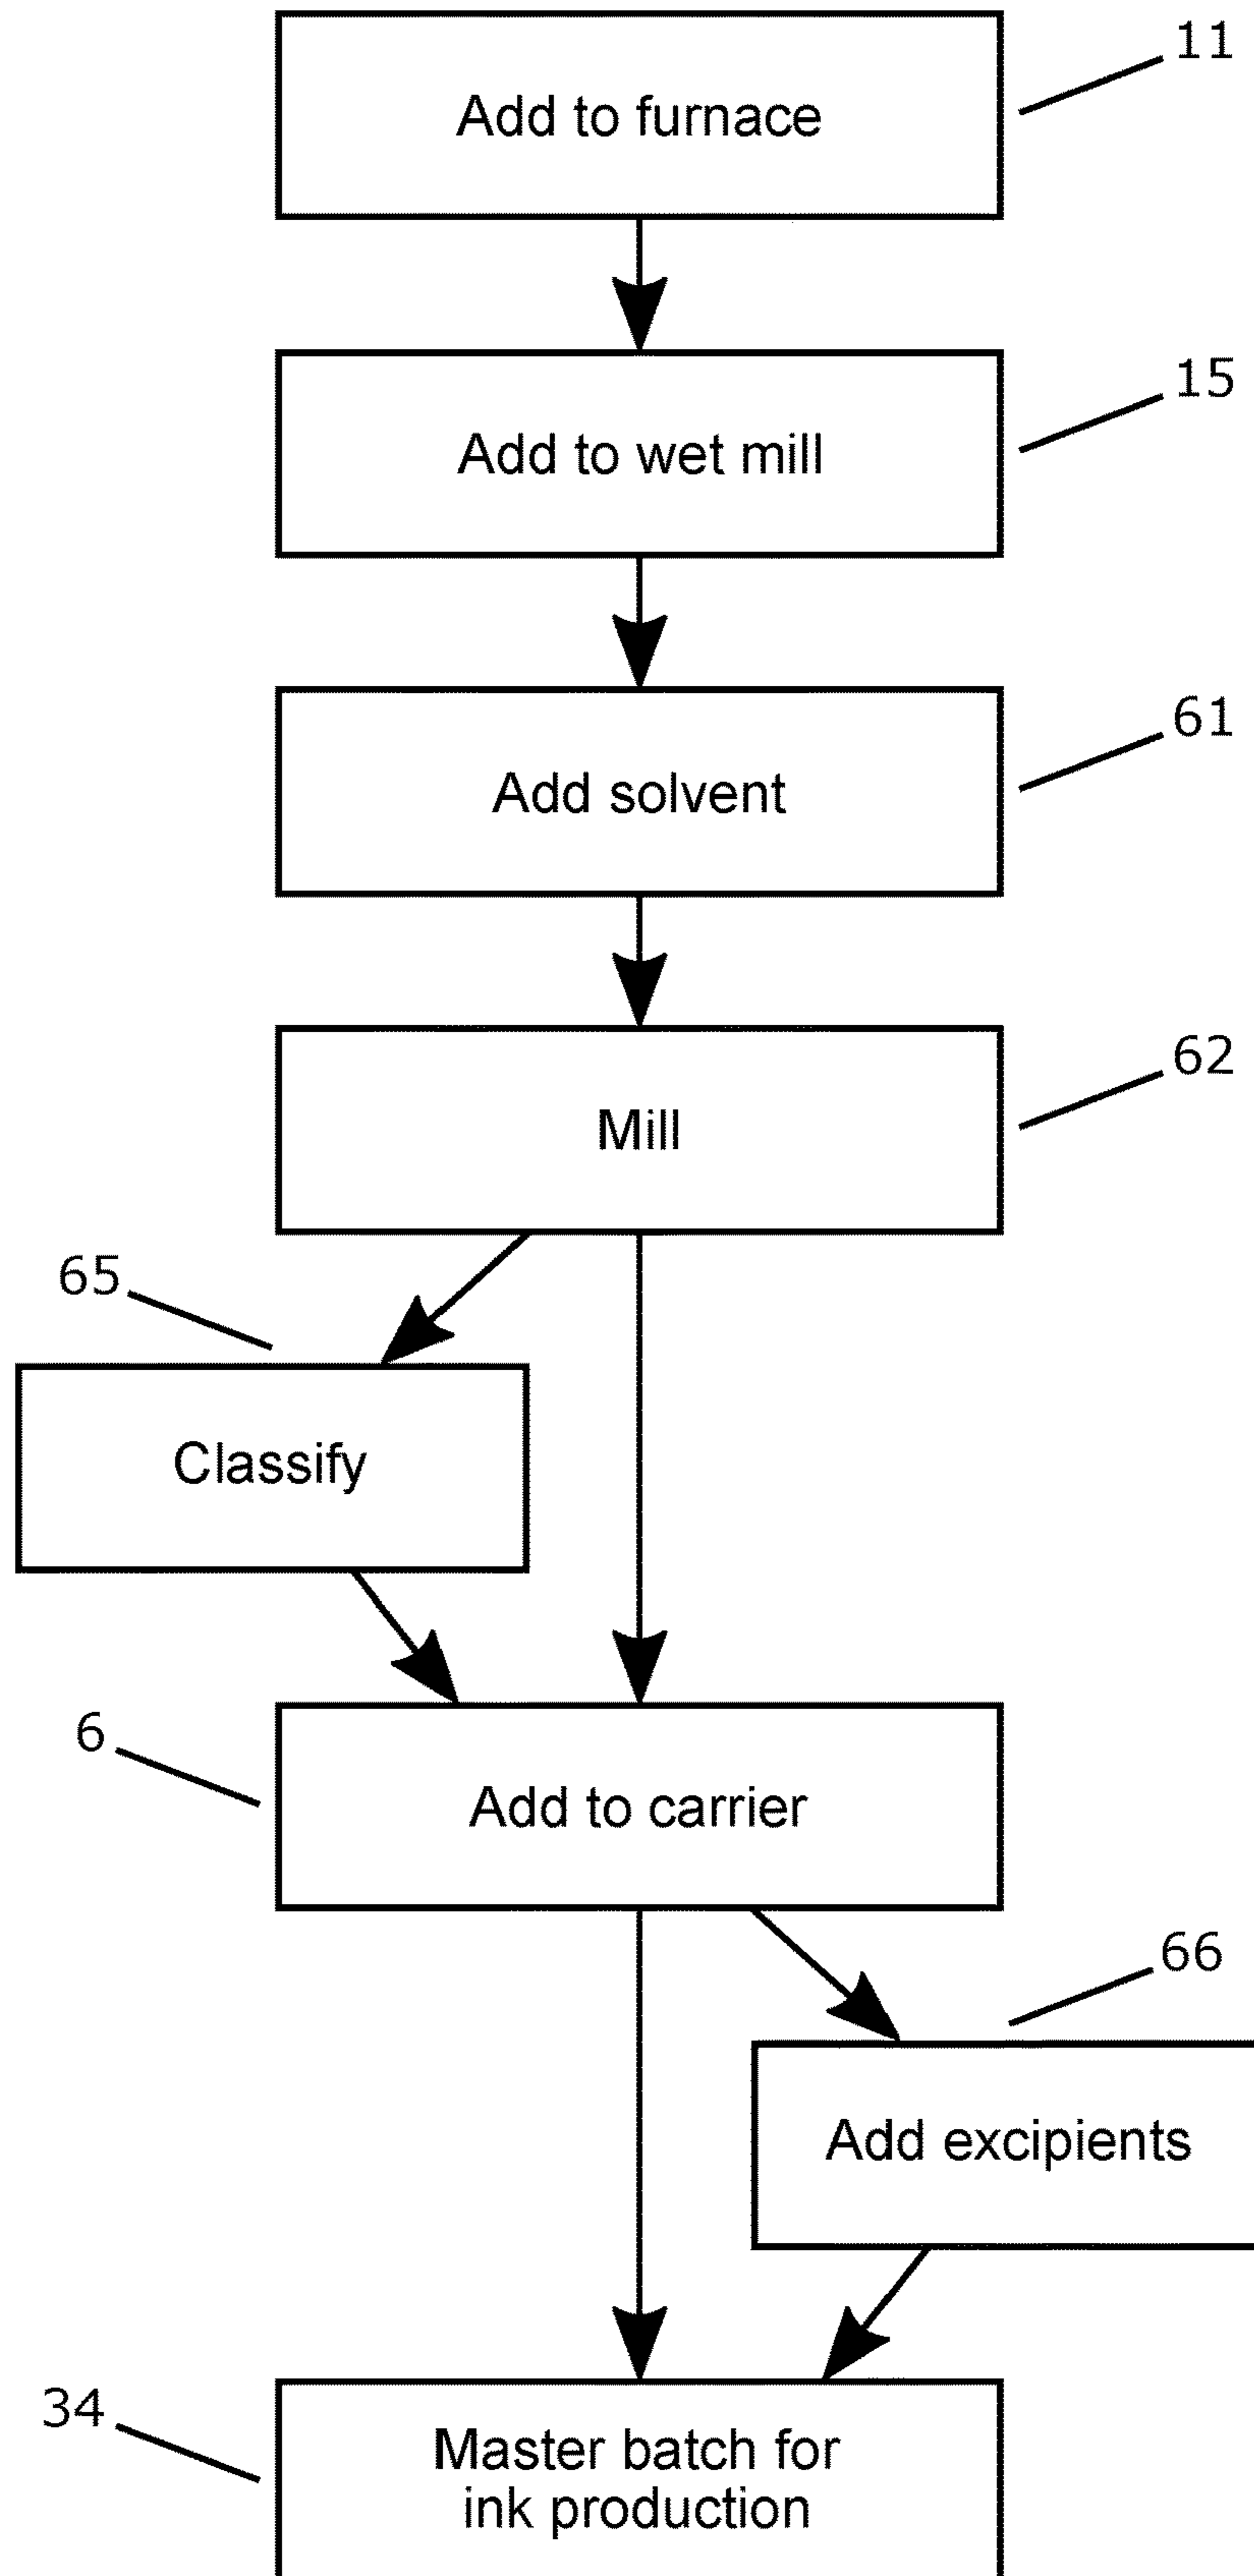 11
Add to furnace
15
Add to wet mill
61
Add solvent
62
Mill
65
Classify
6
Add to carrier
66
Add excipients
34
Master batch for
ink production